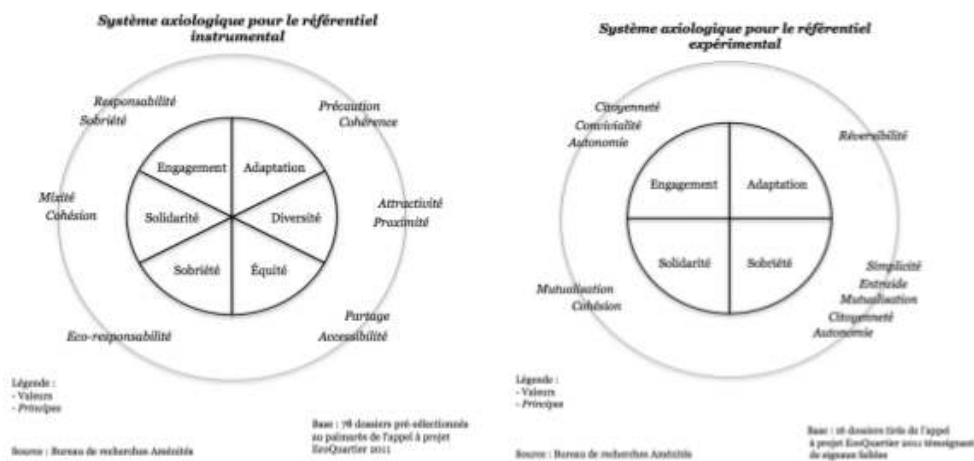 Système axiologique pour le référentiel
instrumental
Responsabilité
Sobriété
Précaution
Cohérence
Engagement
Adaptation
Mixité
Cohésion
Solidarité
Diversité
Attractivité
Proximité
Sobriété
Équité
Eco-responsabilité
Partage
Accessibilité
Légende :
- Valeurs
- Principes
Base : 78 dossiers pré-sélectionnés
au palmarès de l'appel à projet
EcoQuartier 2011
Source : Bureau de recherches Aménités
Système axiologique pour le référentiel
expérimental
Citoyenneté
Convivialité
Autonomie
Réversibilité
Engagement
Adaptation
Solidarité
Sobriété
Mutualisation
Cohésion
Simplicité
Entraide
Mutualisation
Citoyenneté
Autonomie
Légende :
- Valeurs
- Principes
Base : 16 dossiers tirés de l'appel
à projet EcoQuartier 2011 témoignant
de signaux faibles
Source : Bureau de recherches Aménités